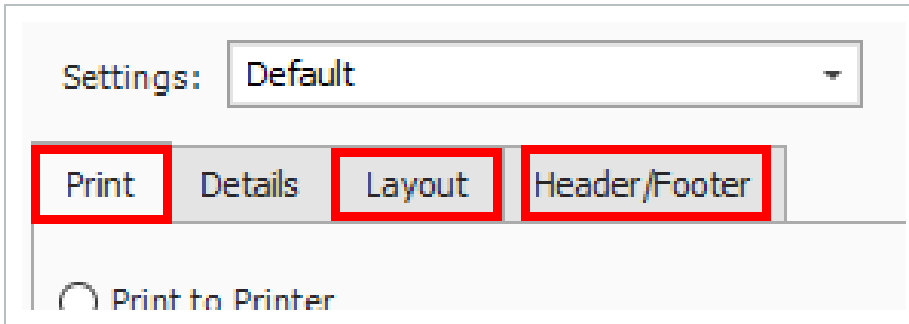 Settings: Default
Print Details Layout Header/Footer
Print to Printer